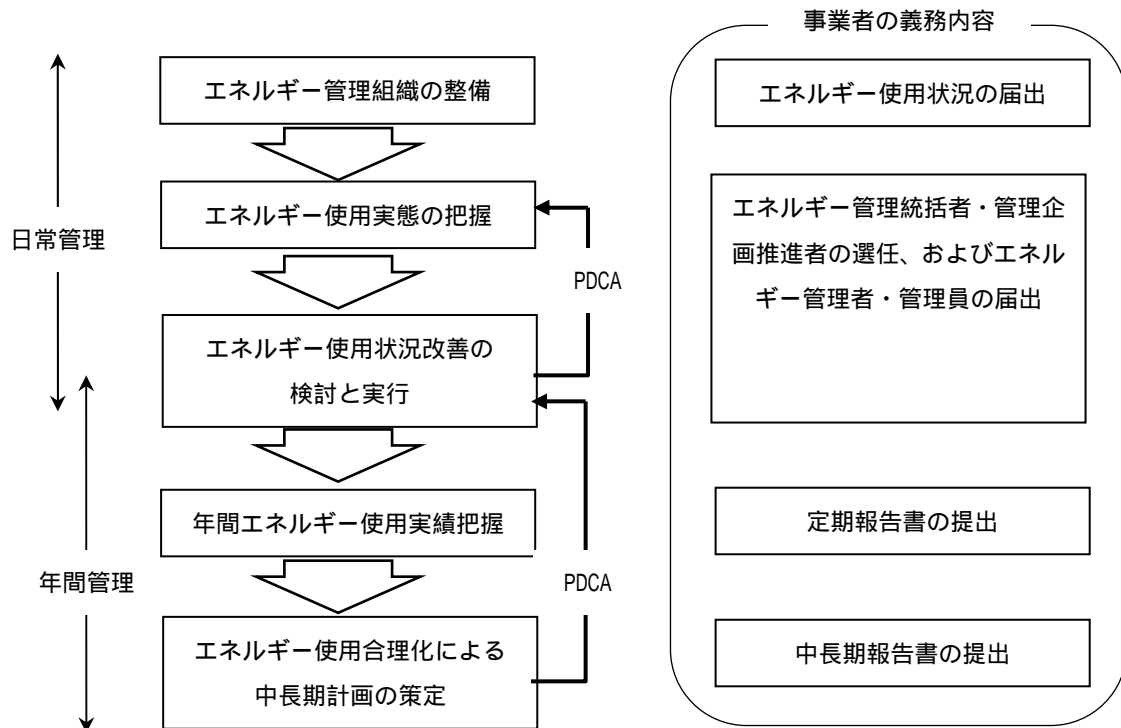 事業者の義務内容
エネルギー管理組織の整備
エネルギー使用状況の届出
エネルギー使用実態の把握
エネルギー管理統括者・管理企
画推進者の選任、およびエネル
ギー管理者・管理員の届出
日常管理
PDCA
エネルギー使用状況改善の
検討と実行
年間エネルギー使用実績把握
定期報告書の提出
年間管理
PDCA
エネルギー使用合理化による
中長期計画の策定
中長期報告書の提出